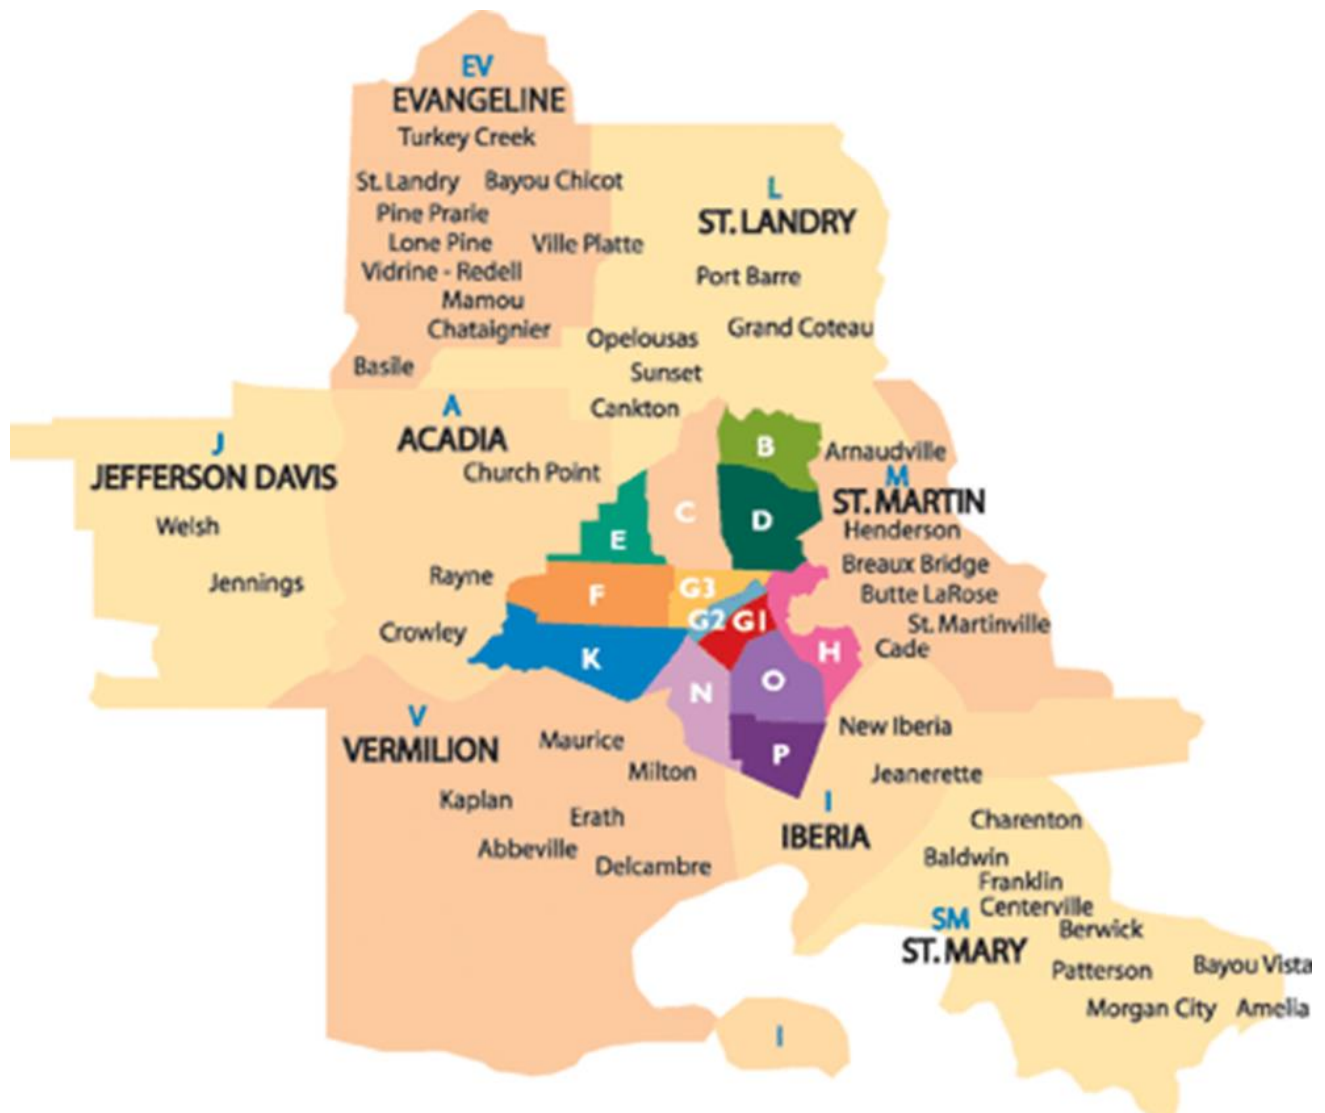 EV
EVANGELINE
Turkey Creek
St. Landry Bayou Chicot
Pine Prarie
Lone Pine Ville Platte
Vidrine - Redell
Mamou
Chataignier
Basile
L
ST. LANDRY
Port Barre
Grand Coteau
Opelousas
Sunset
Cankton
J
JEFFERSON DAVIS
Welsh
Jennings
A
ACADIA
Church Point
Rayne
Crowley
B
C
D
E
F
G3
G2 G1
H
K
N
O
P
Arnaudville
M
ST. MARTIN
Henderson
Breaux Bridge
Butte LaRose
St. Martinville
Cade
V
VERMILION
Maurice
Milton
Kaplan
Erath
Abbeville
Delcambre
New Iberia
Jeanerette
I
IBERIA
Charenton
Baldwin
Franklin
Centerville
SM
ST. MARY
Berwick
Patterson
Bayou Vista
Morgan City Amelia
I